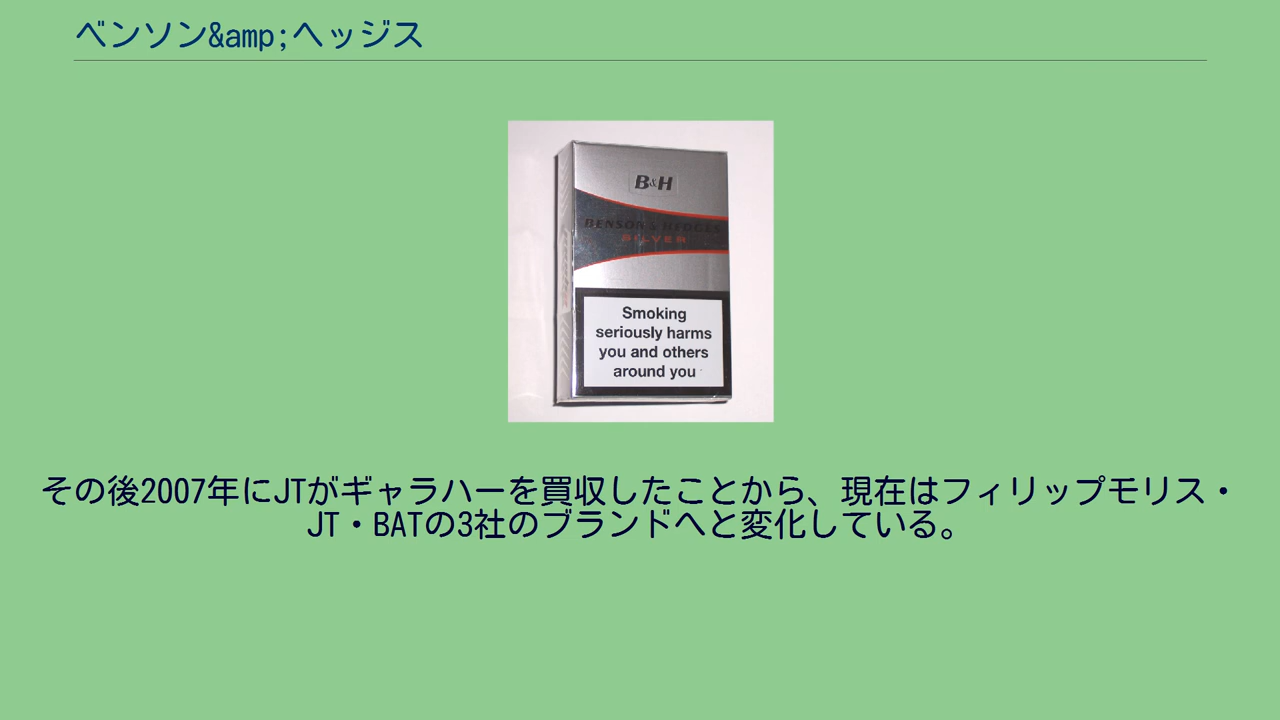 ベンソン&amp;ヘッジス
B&H
BENSON & HEDGES
SILVER
Smoking
seriously harms
you and others
around you
その後2007年にJTがギャラハーを買収したことから、現在はフィリップモリス・
JT・BATの3社のブランドへと変化している。